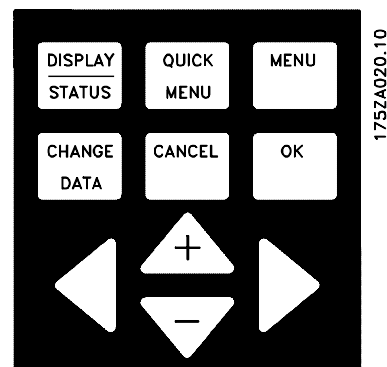 DISPLAY
STATUS
QUICK
MENU
MENU
CHANGE
DATA
CANCEL
OK
+
−
175ZA020.10